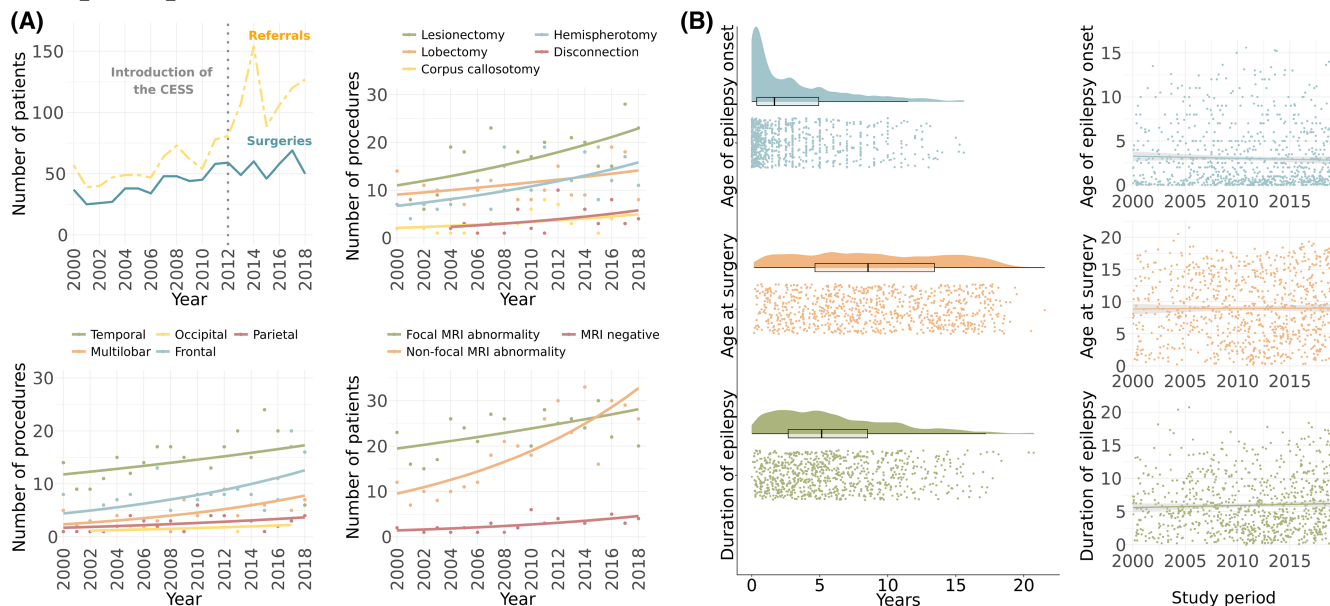 (A)
Number of patients
150
100
50
0
Referrals
Introduction of
the CESS
Surgeries
2000 2002 2004 2006 2008 2010 2012 2014 2016 2018
Year
Lesionectomy Hemispherotomy
Lobectomy Disconnection
Corpus callosotomy
Number of procedures
30
20
10
0
2000 2002 2004 2006 2008 2010 2012 2014 2016 2018
Year
Temporal Occipital Parietal
Multilobar Frontal
Number of procedures
30
20
10
0
2000 2002 2004 2006 2008 2010 2012 2014 2016 2018
Year
Focal MRI abnormality MRI negative
Non-focal MRI abnormality
Number of patients
30
20
10
0
2000 2002 2004 2006 2008 2010 2012 2014 2016 2018
Year
(B)
Age of epilepsy onset
Age at surgery
Duration of epilepsy
0 5 10 15 20
Years
Age of epilepsy onset
15
10
5
0
2000 2005 2010 2015
Age at surgery
20
15
10
5
0
2000 2005 2010 2015
Duration of epilepsy
20
15
10
5
0
2000 2005 2010 2015
Study period